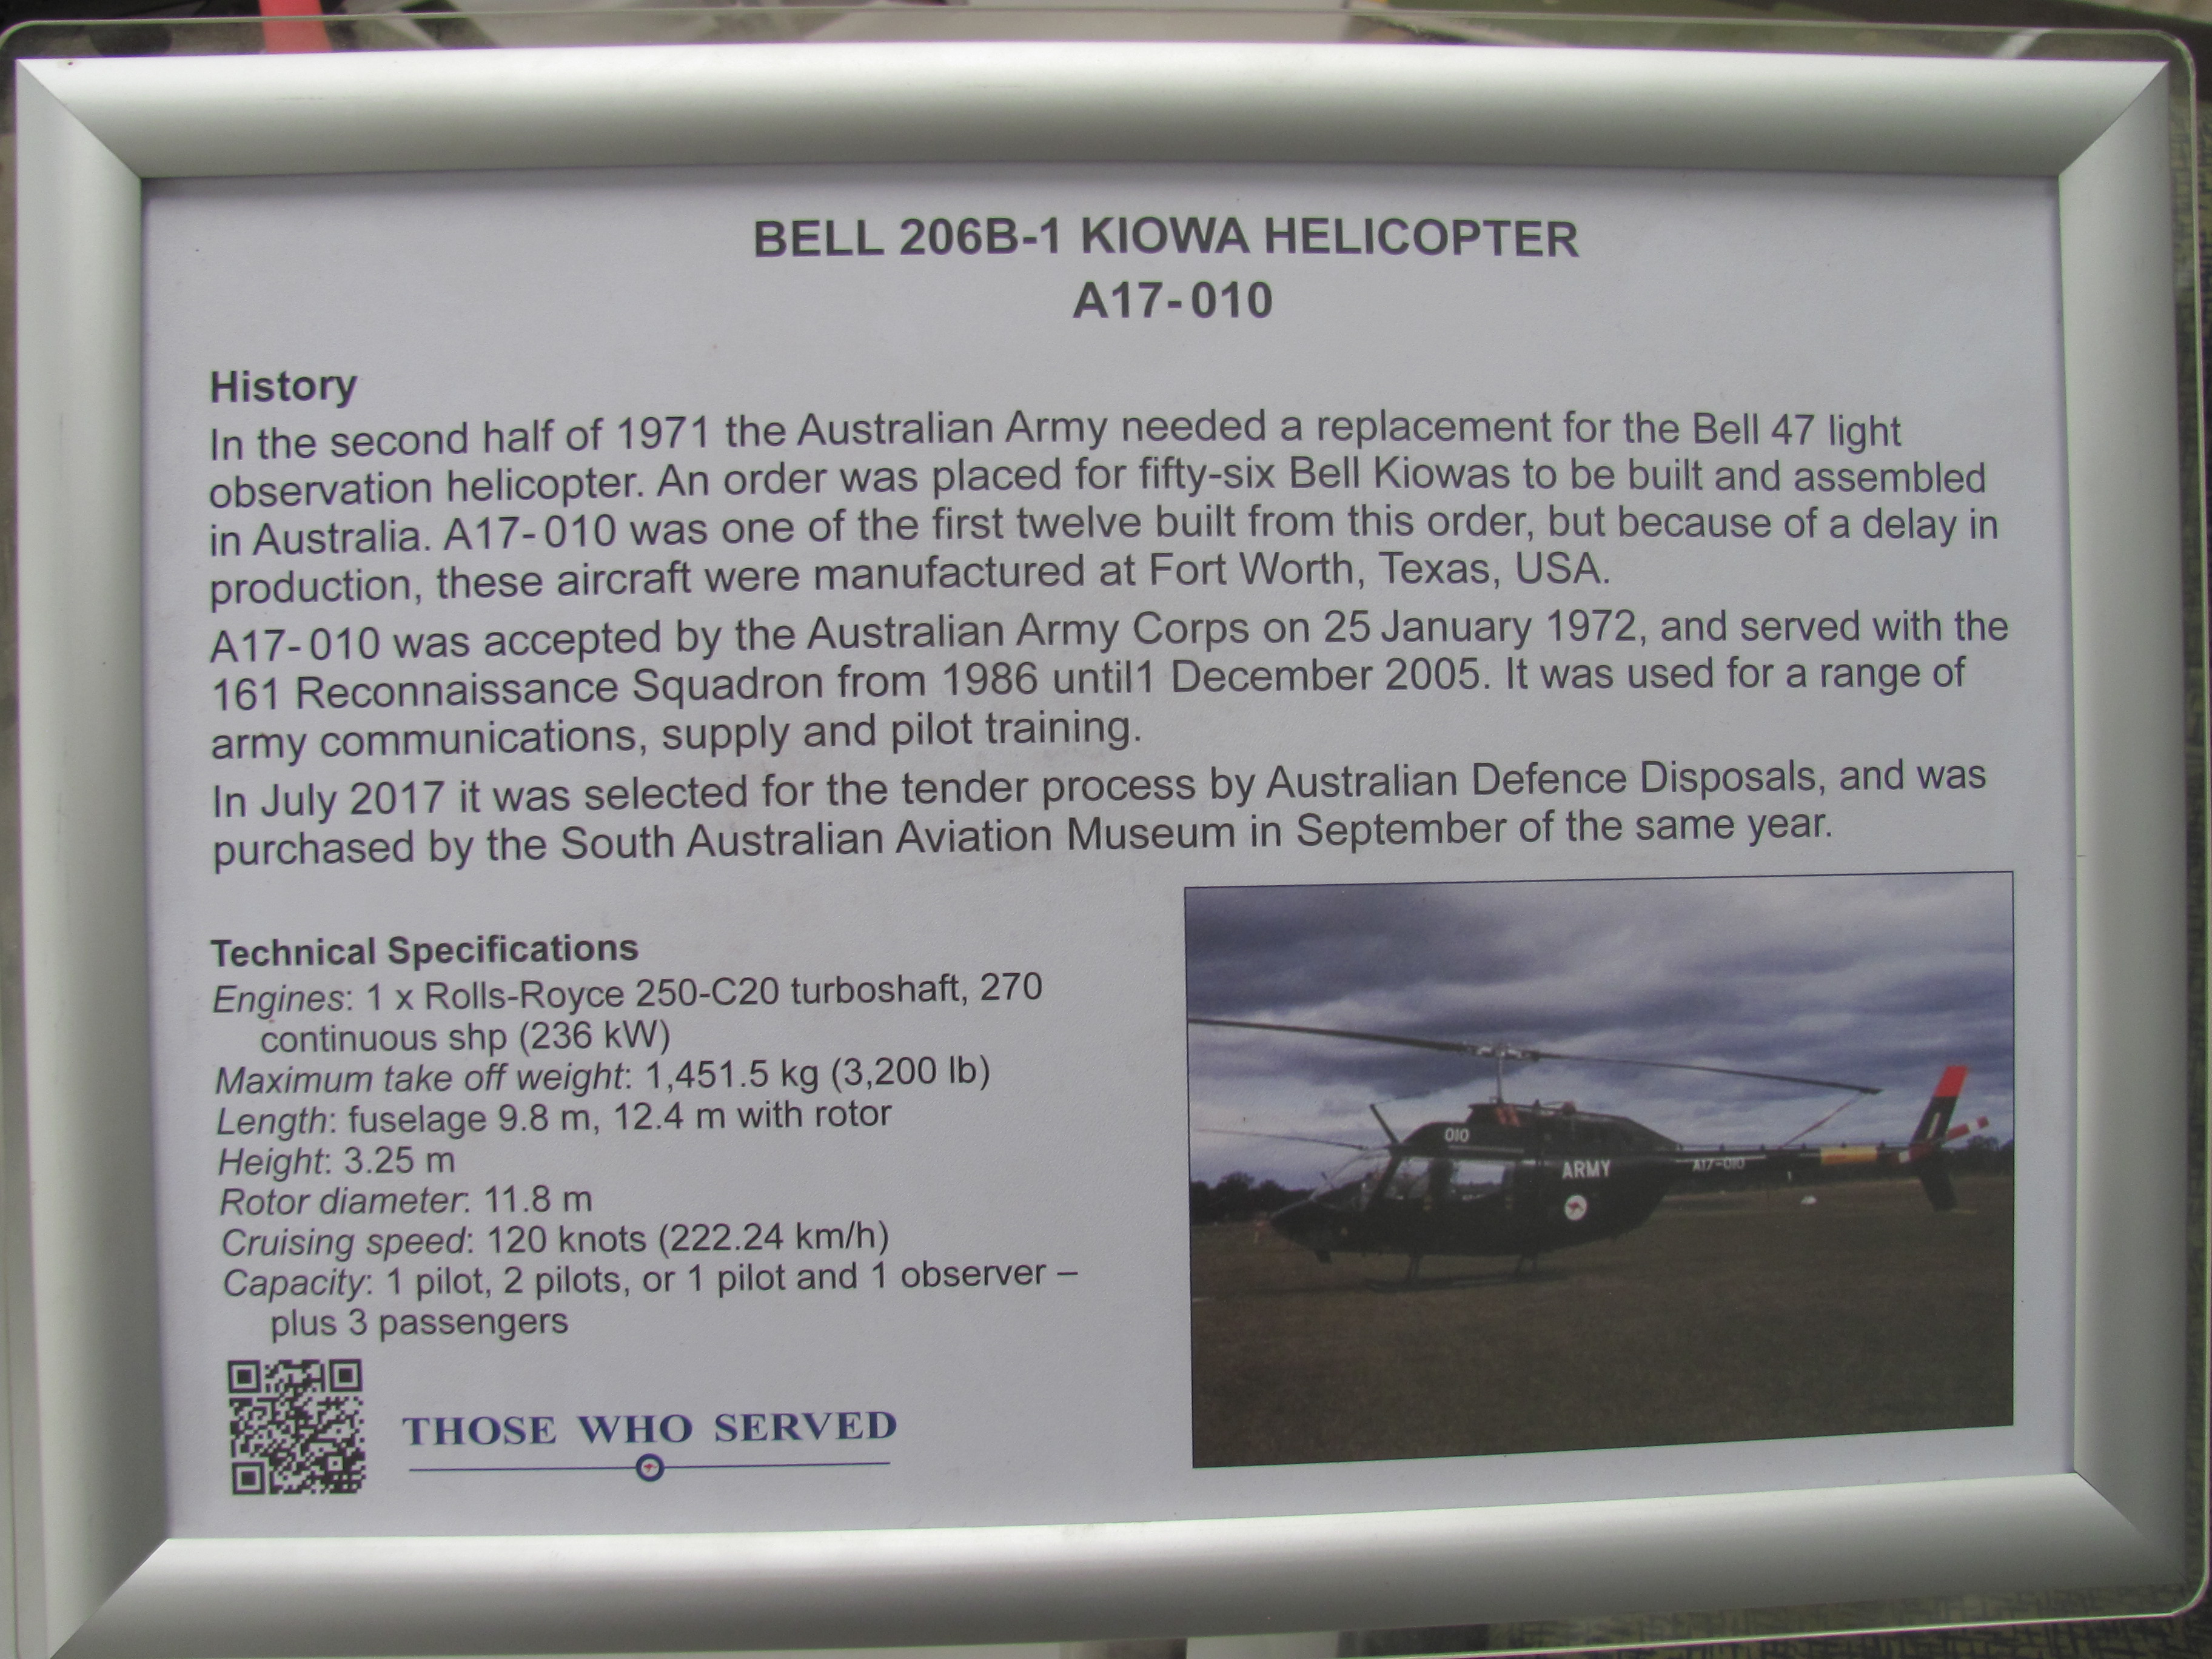 BELL 206B-1 KIOWA HELICOPTER
A17-010
History
In the second half of 1971 the Australian Army needed a replacement for the Bell 47 light
observation helicopter. An order was placed for fifty-six Bell Kiowas to be built and assembled
in Australia. A17-010 was one of the first twelve built from this order, but because of a delay in
production, these aircraft were manufactured at Fort Worth, Texas, USA.
A17-010 was accepted by the Australian Army Corps on 25 January 1972, and served with the
161 Reconnaissance Squadron from 1986 until1 December 2005. It was used for a range of
army communications, supply and pilot training.
In July 2017 it was selected for the tender process by Australian Defence Disposals, and was
purchased by the South Australian Aviation Museum in September of the same year.
Technical Specifications
Engines: 1 x Rolls-Royce 250-C20 turboshaft, 270
continuous shp (236 kW)
Maximum take off weight: 1,451.5 kg (3,200 lb)
Length: fuselage 9.8 m, 12.4 m with rotor
Height: 3.25 m
Rotor diameter: 11.8 m
Cruising speed: 120 knots (222.24 km/h)
Capacity: 1 pilot, 2 pilots, or 1 pilot and 1 observer –
plus 3 passengers
THOSE WHO SERVED
010
ARMY
A17-010